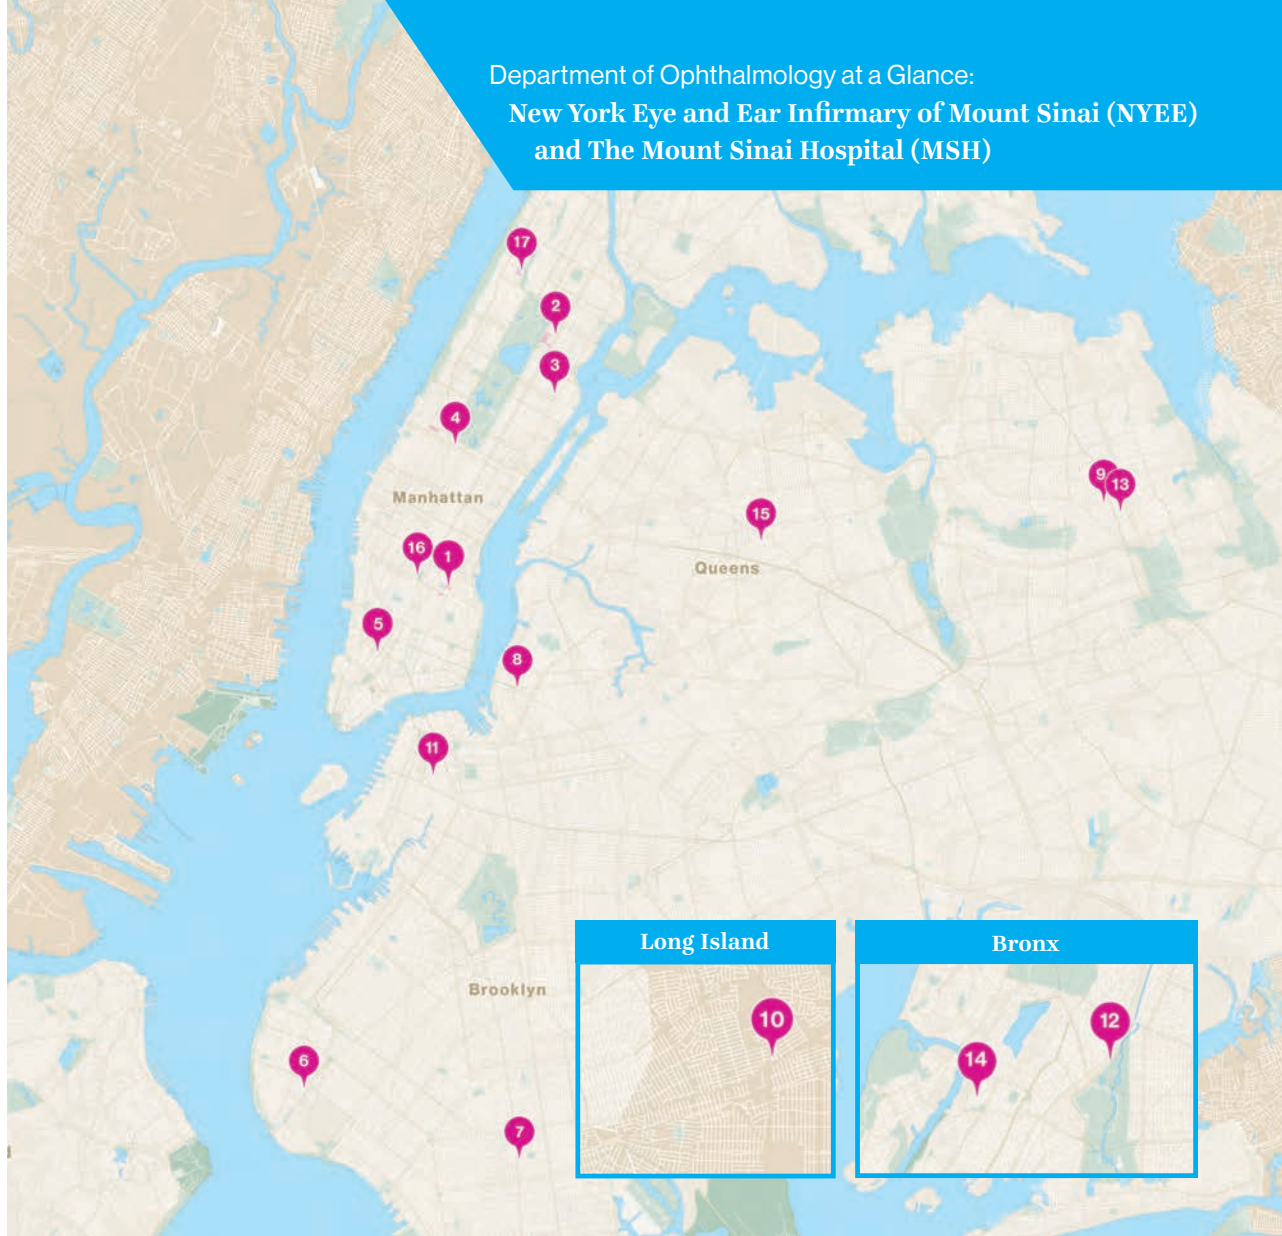 Department of Ophthalmology at a Glance:
New York Eye and Ear Infirmary of Mount Sinai (NYEE)
and The Mount Sinai Hospital (MSH)
17
2
3
4
Manhattan
9
13
15
16
1
Queens
5
8
11
Long Island
Bronx
Brooklyn
10
12
14
6
7